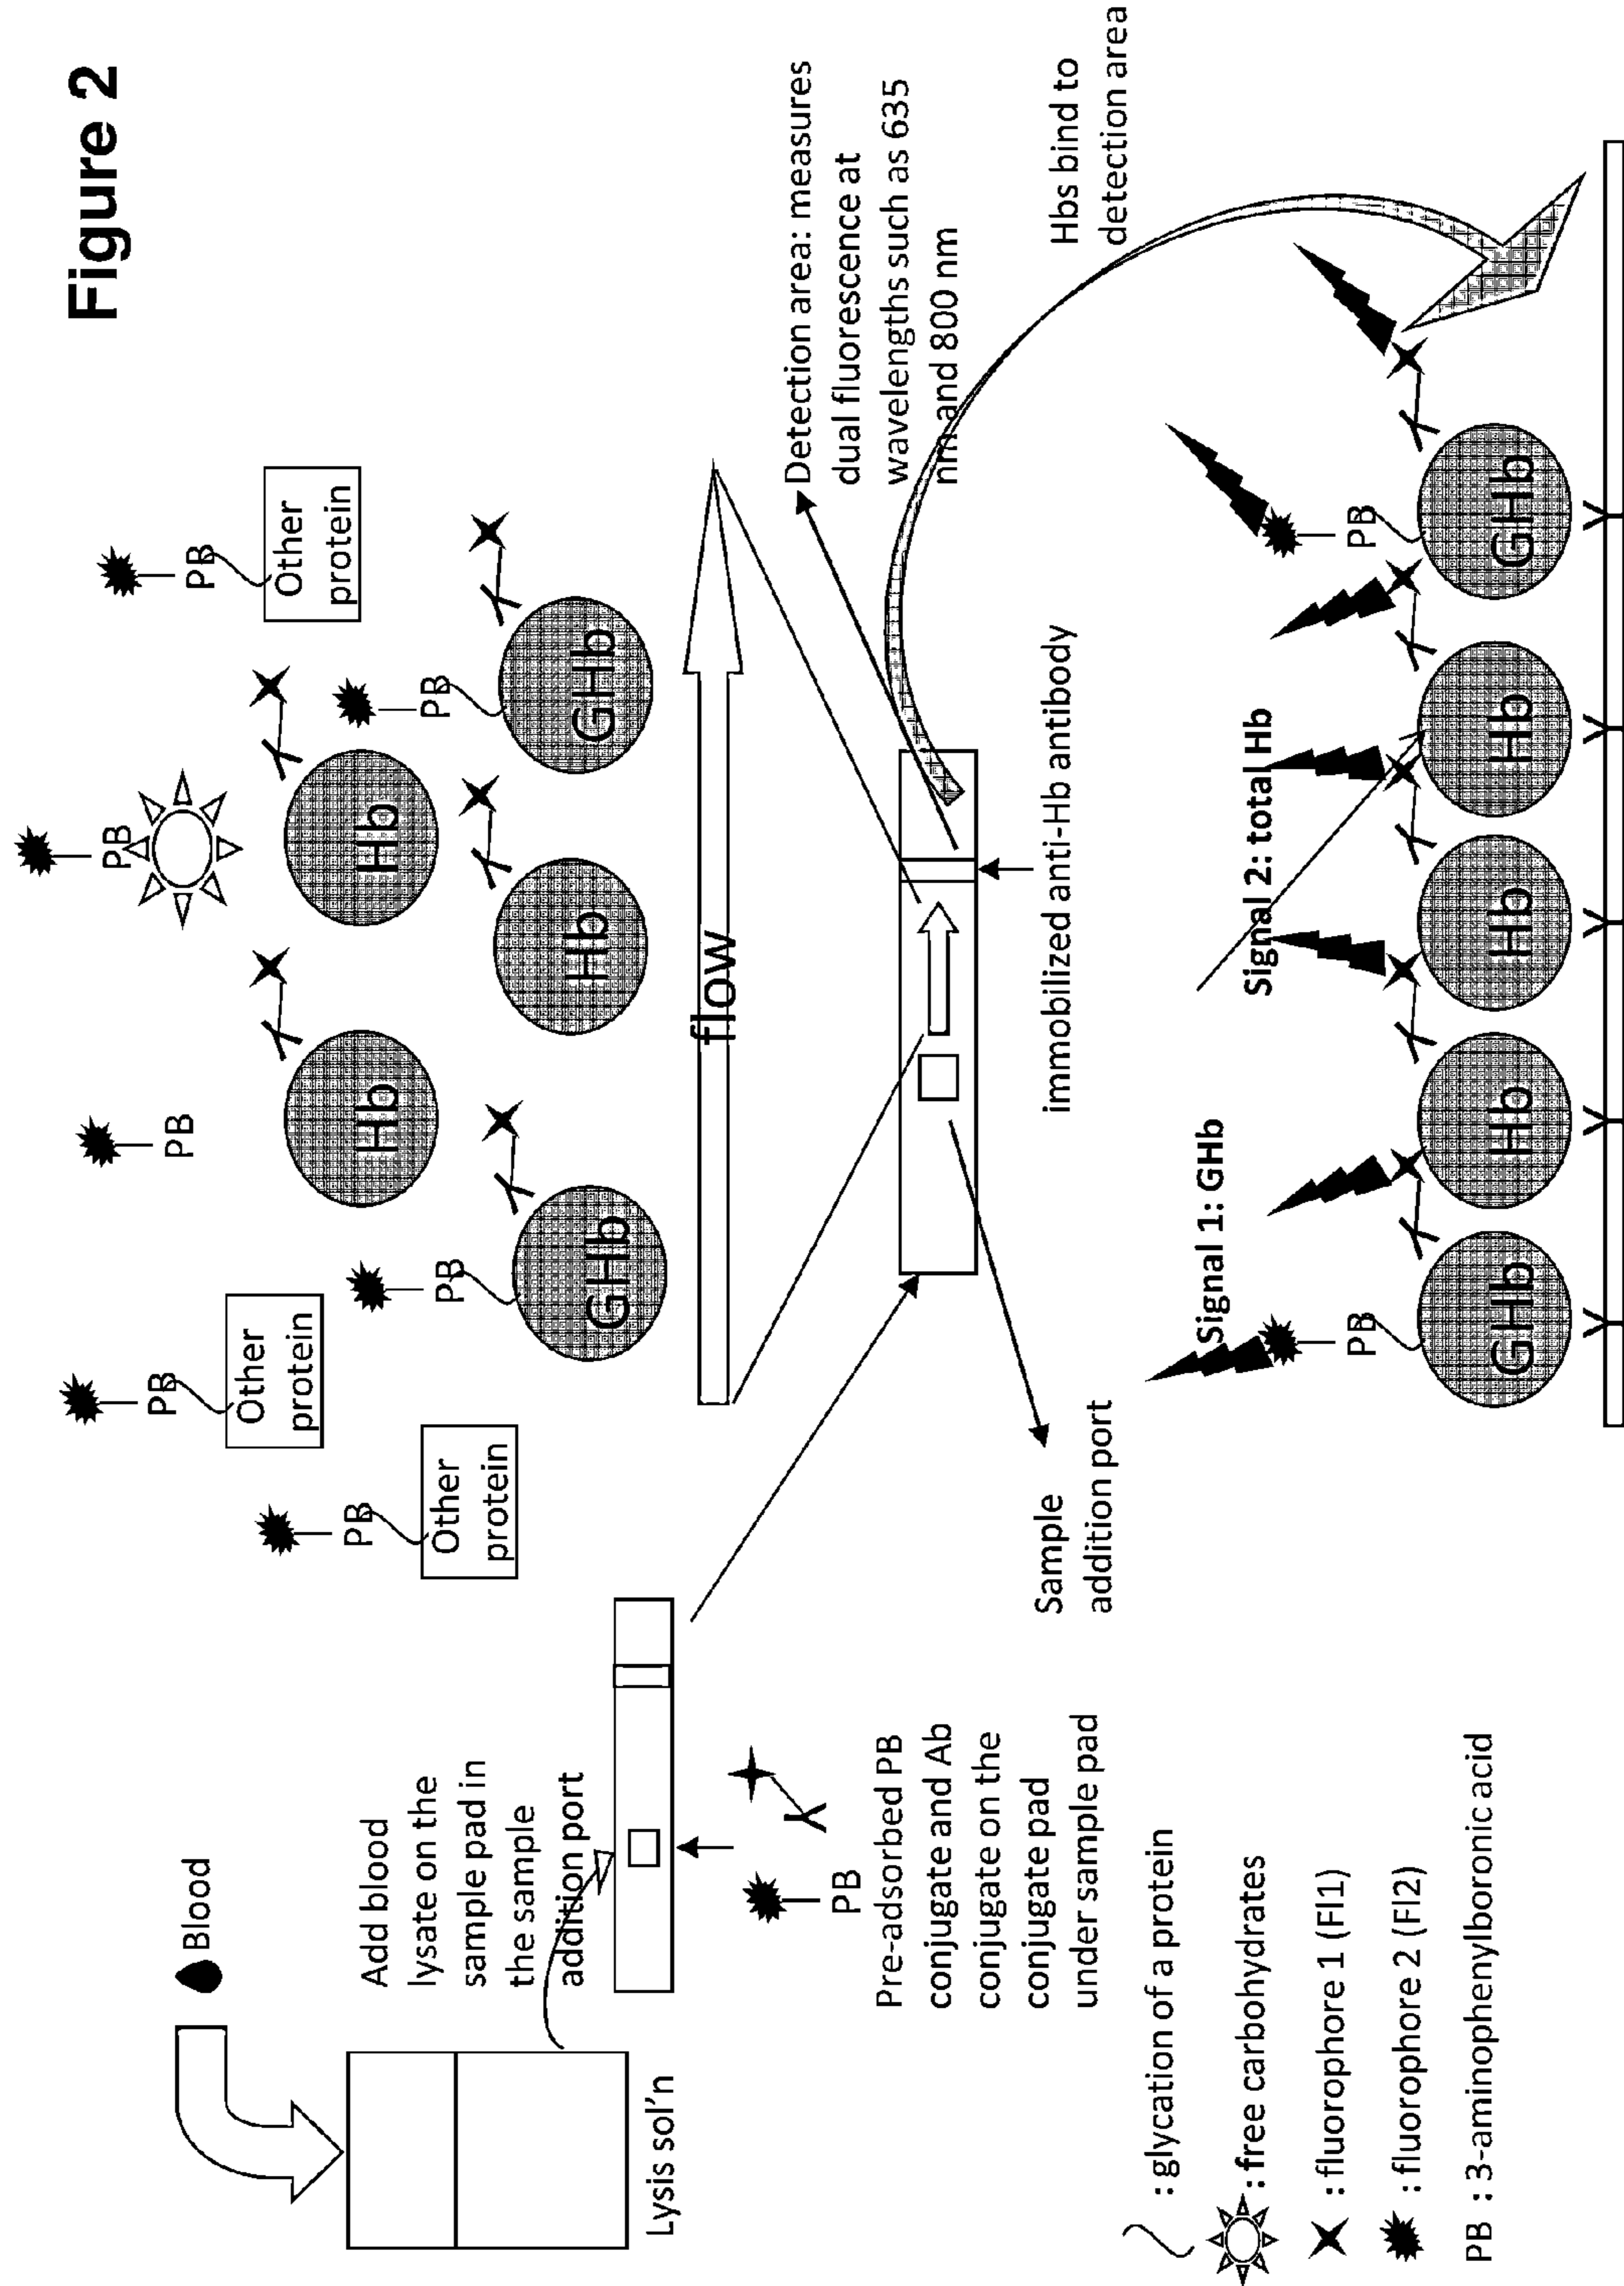 Figure 2
Blood
Lysis sol'n
Add blood
lysate on the
sample pad in
the sample
addition port
PB
Pre-adsorbed PB
conjugate and Ab
conjugate on the
conjugate pad
under sample pad
PB
Other
protein
PB
Other
protein
PB
PB
PB
Other
protein
Hb
Hb
PB
GHb
Hb
PB
GHb
flow
Detection area: measures
dual fluorescence at
wavelengths such as 635
nm and 800 nm
Sample
addition port
immobilized anti-Hb antibody
Hbs bind to
detection area
Signal 1: GHb
Signal 2: total Hb
PB
PB
GHb
Hb
Hb
Hb
GHb
: glycation of a protein
: free carbohydrates
: fluorophore 1 (Fl1)
: fluorophore 2 (Fl2)
PB : 3-aminophenylboronic acid